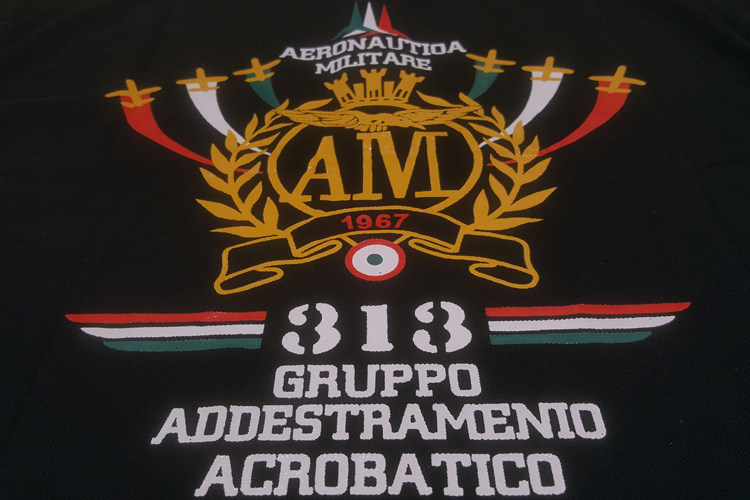 AERONAUTIOA
MILITARE
AM
1967
313
GRUPPO
ADDESTRAMENIO
ACROBATICO